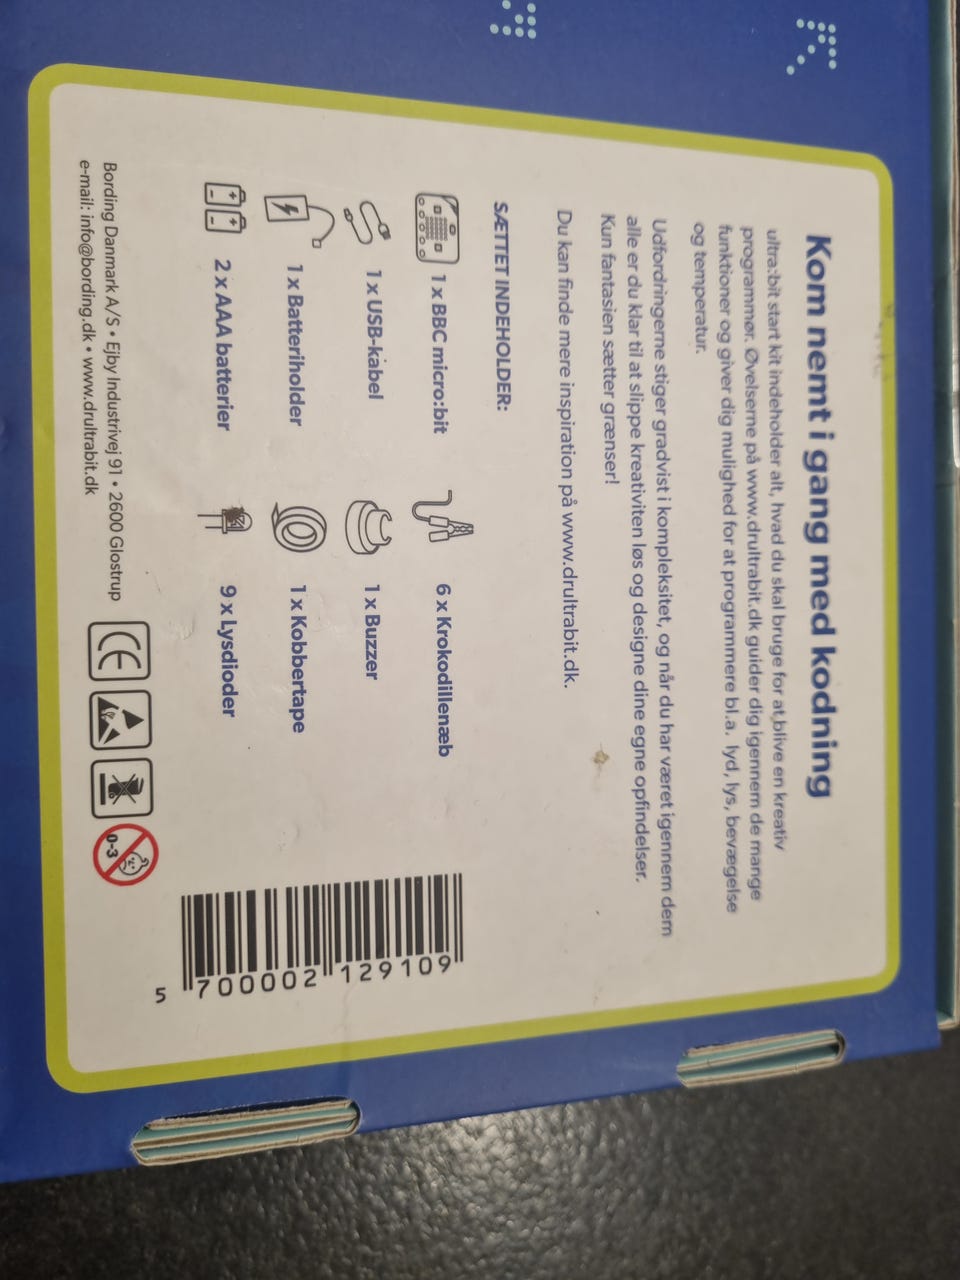 Kom nemt i gang med kodning
ultra:bit start kit indeholder alt, hvad du skal bruge for at blive en kreativ
programmør. Øvelserne på www.drultrabit.dk guider dig igennem de mange
funktioner og giver dig mulighed for at programmere bl.a. lyd, lys, bevægelse
og temperatur.
Udfordringerne stiger gradvist i kompleksitet, og når du har været igennem dem
alle er du klar til at slippe kreativiten løs og designe dine egne opfindelser.
Kun fantasien sætter grænser!
Du kan finde mere inspiration på www.drultrabit.dk.
SÆTTET INDEHOLDER:
1 x BBC micro:bit
1 x USB-kabel
1 x Batteriholder
2 x AAA batterier
6 x Krokodillenæb
1 x Buzzer
1 x Kobbertape
9 x Lysdioder
Bording Danmark A/S • Ejby Industrivej 91 • 2600 Glostrup
e-mail: info@bording.dk • www.drultrabit.dk
CE
0-3
5 700002 129109